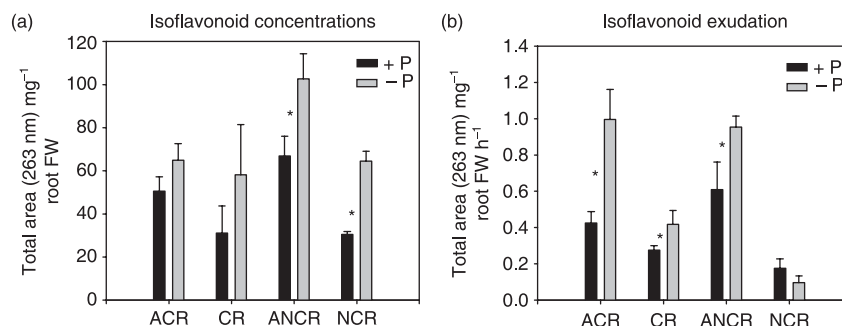 (a) Isoflavonoid concentrations
Total area (263 nm) mg⁻¹
root FW
120
100
80
60
40
20
0
+ P
− P
*
*
ACR CR ANCR NCR
(b) Isoflavonoid exudation
Total area (263 nm) mg⁻¹
root FW h⁻¹
1.4
1.2
1.0
0.8
0.6
0.4
0.2
0.0
+ P
− P
*
*
*
ACR CR ANCR NCR